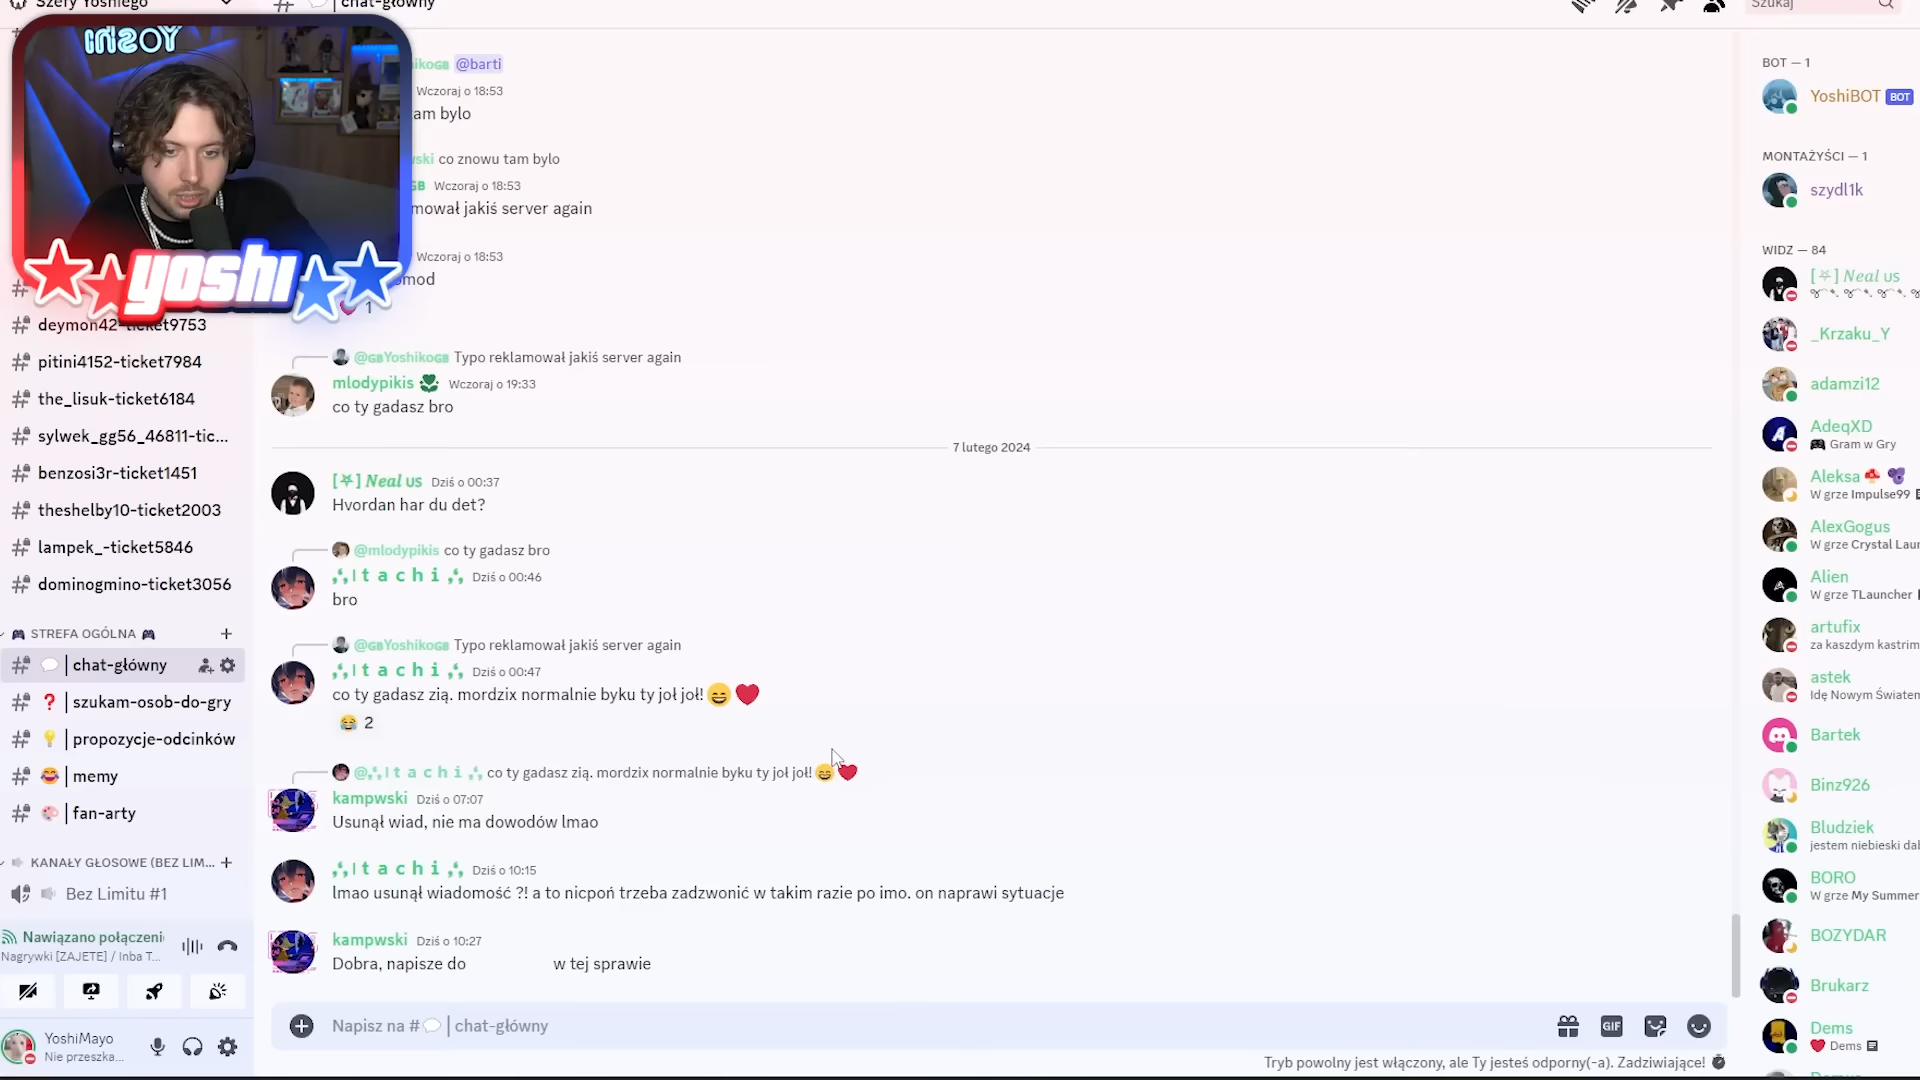 Szery Yoshiego
chat-główny
Szukaj
YOSHI
yoshi
deymon42-ticket9753
pitini4152-ticket7984
the_lisuk-ticket6184
sylwek_gg56_46811-tic...
benzosi3r-ticket1451
theshelby10-ticket2003
lampek_-ticket5846
dominogmino-ticket3056
STREFA OGÓLNA
| chat-główny
| szukam-osob-do-gry
| propozycje-odcinków
| memy
| fan-arty
KANAŁY GŁOSOWE (BEZ LIM...
Bez Limitu #1
Nawiązano połączeni
Nagrywki [ZAJETE] / Inba T...
YoshiMayo
Nie przeszka...
@barti
Wczoraj o 18:53
am bylo
ski co znowu tam bylo
GB Wczoraj o 18:53
mował jakiś server again
Wczoraj o 18:53
mod
1
@GBYoshikoGB Typo reklamował jakiś server again
mlodypikis Wczoraj o 19:33
co ty gadasz bro
7 lutego 2024
[⛧] Neal US Dziś o 00:37
Hvordan har du det?
@mlodypikis co ty gadasz bro
I t a c h i Dziś o 00:46
bro
@GBYoshikoGB Typo reklamował jakiś server again
I t a c h i Dziś o 00:47
co ty gadasz zią. mordzix normalnie byku ty joł joł!😄❤️
😂 2
@I t a c h i co ty gadasz zią. mordzix normalnie byku ty joł joł!😄❤️
kampwski Dziś o 07:07
Usunął wiad, nie ma dowodów lmao
I t a c h i Dziś o 10:15
lmao usunął wiadomość ?! a to nicpoń trzeba zadzwonić w takim razie po imo. on naprawi sytuacje
kampwski Dziś o 10:27
Dobra, napisze do w tej sprawie
Napisz na # | chat-główny
GIF
Tryb powolny jest włączony, ale Ty jesteś odporny(-a). Zadziwiające!
BOT — 1
YoshiBOT BOT
MONTAŻYŚCI — 1
szydl1k
WIDZ — 84
[⛧] Neal US
_Krzaku_Y
adamzi12
AdeqXD
Gram w Gry
Aleksa
W grze Impulse99
AlexGogus
W grze Crystal Lau
Alien
W grze TLauncher
artufix
za kaszdym kastrim
astek
Idę Nowym Światen
Bartek
Binz926
Bludziek
jestem niebieski dab
BORO
W grze My Summer
BOZYDAR
Brukarz
Dems
Dems